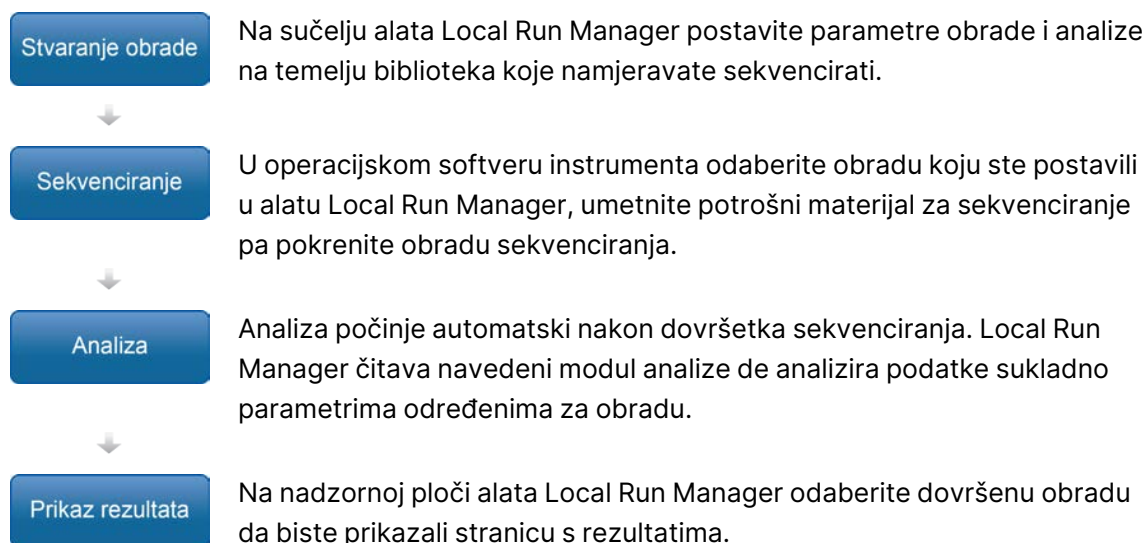 Stvaranje obrade
Na sučelju alata Local Run Manager postavite parametre obrade i analize
na temelju biblioteka koje namjeravate sekvencirati.
Sekvenciranje
U operacijskom softveru instrumenta odaberite obradu koju ste postavili
u alatu Local Run Manager, umetnite potrošni materijal za sekvenciranje
pa pokrenite obradu sekvenciranja.
Analiza
Analiza počinje automatski nakon dovršetka sekvenciranja. Local Run
Manager čitava navedeni modul analize de analizira podatke sukladno
parametrima određenima za obradu.
Prikaz rezultata
Na nadzornoj ploči alata Local Run Manager odaberite dovršenu obradu
da biste prikazali stranicu s rezultatima.